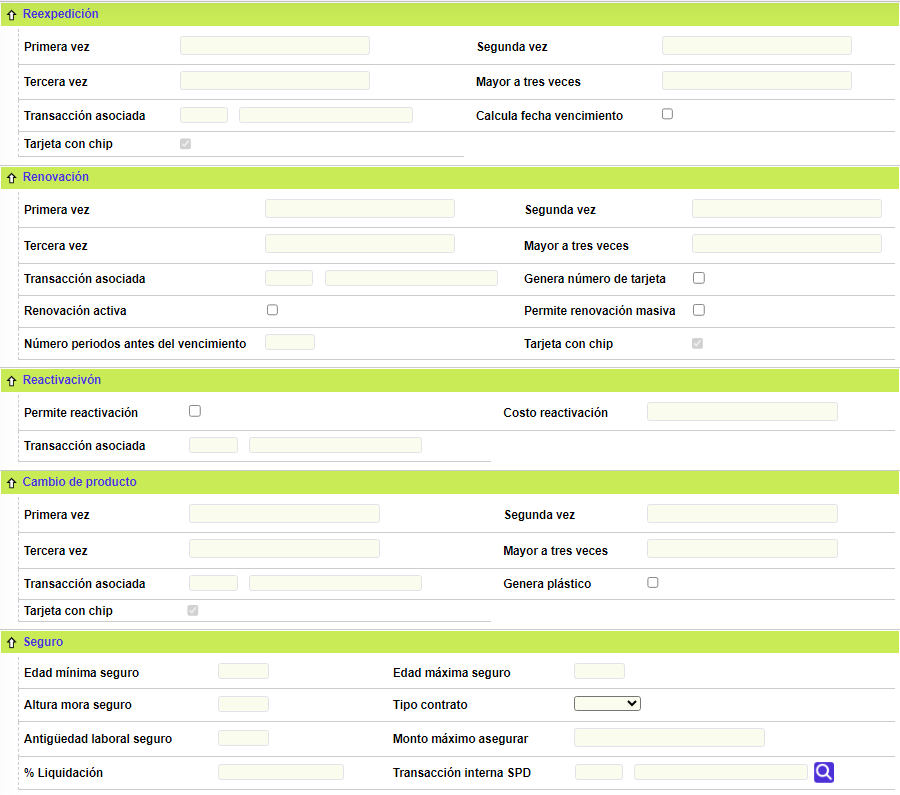 Reexpedición
Primera vez Segunda vez
Tercera vez Mayor a tres veces
Transacción asociada Calcula fecha vencimiento
Tarjeta con chip
Renovación
Primera vez Segunda vez
Tercera vez Mayor a tres veces
Transacción asociada Genera número de tarjeta
Renovación activa Permite renovación masiva
Número periodos antes del vencimiento Tarjeta con chip
Reactivacivón
Permite reactivación Costo reactivación
Transacción asociada
Cambio de producto
Primera vez Segunda vez
Tercera vez Mayor a tres veces
Transacción asociada Genera plástico
Tarjeta con chip
Seguro
Edad mínima seguro Edad máxima seguro
Altura mora seguro Tipo contrato
Antigüedad laboral seguro Monto máximo asegurar
% Liquidación Transacción interna SPD